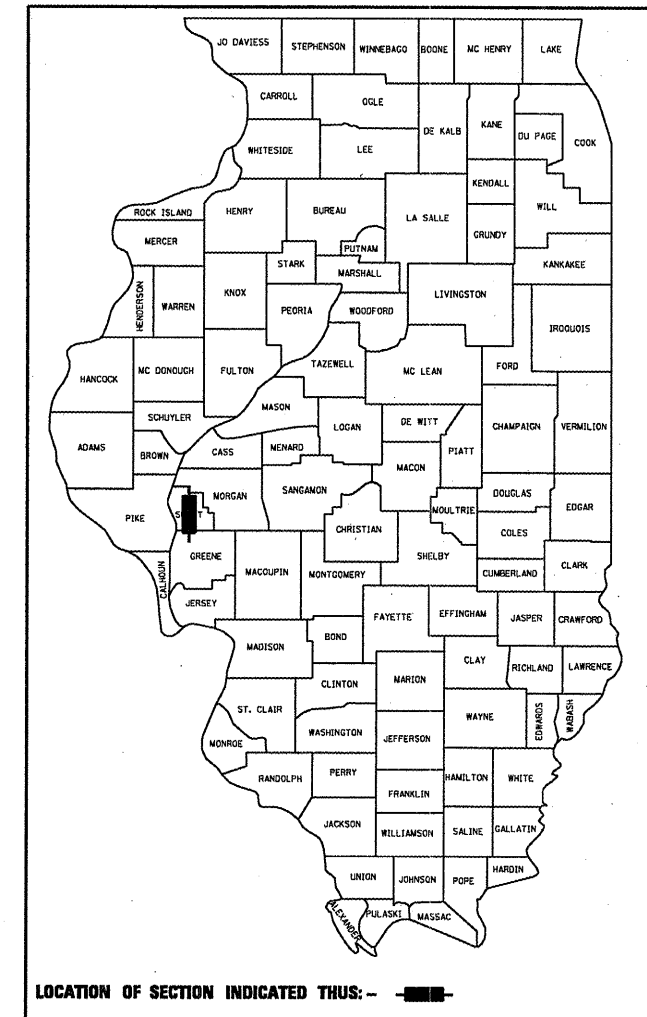 JO DAVIESS
STEPHENSON
WINNEBAGO
BOONE
MC HENRY
LAKE
CARROLL
OGLE
DE KALB
KANE
DU PAGE
COOK
WHITESIDE
LEE
KENDALL
WILL
ROCK ISLAND
HENRY
BUREAU
LA SALLE
GRUNDY
MERCER
PUTNAM
KANKAKEE
STARK
MARSHALL
HENDERSON
WARREN
KNOX
PEORIA
WOODFORD
LIVINGSTON
IROQUOIS
HANCOCK
MC DONOUGH
FULTON
TAZEWELL
MC LEAN
FORD
MASON
SCHUYLER
LOGAN
DE WITT
CHAMPAIGN
VERMILION
ADAMS
BROWN
CASS
MENARD
MACON
PIATT
PIKE
MORGAN
SANGAMON
DOUGLAS
EDGAR
S T
MOULTRIE
CHRISTIAN
COLES
GREENE
MACOUPIN
MONTGOMERY
SHELBY
CUMBERLAND
CLARK
CALHOUN
JERSEY
FAYETTE
EFFINGHAM
JASPER
CRAWFORD
MADISON
BOND
CLAY
RICHLAND
LAWRENCE
CLINTON
MARION
ST. CLAIR
WAYNE
EDWARDS
WABASH
WASHINGTON
JEFFERSON
MONROE
RANDOLPH
PERRY
HAMILTON
WHITE
FRANKLIN
JACKSON
WILLIAMSON
SALINE
GALLATIN
UNION
JOHNSON
POPE
HARDIN
ALEXANDER
PULASKI
MASSAC
LOCATION OF SECTION INDICATED THUS: -